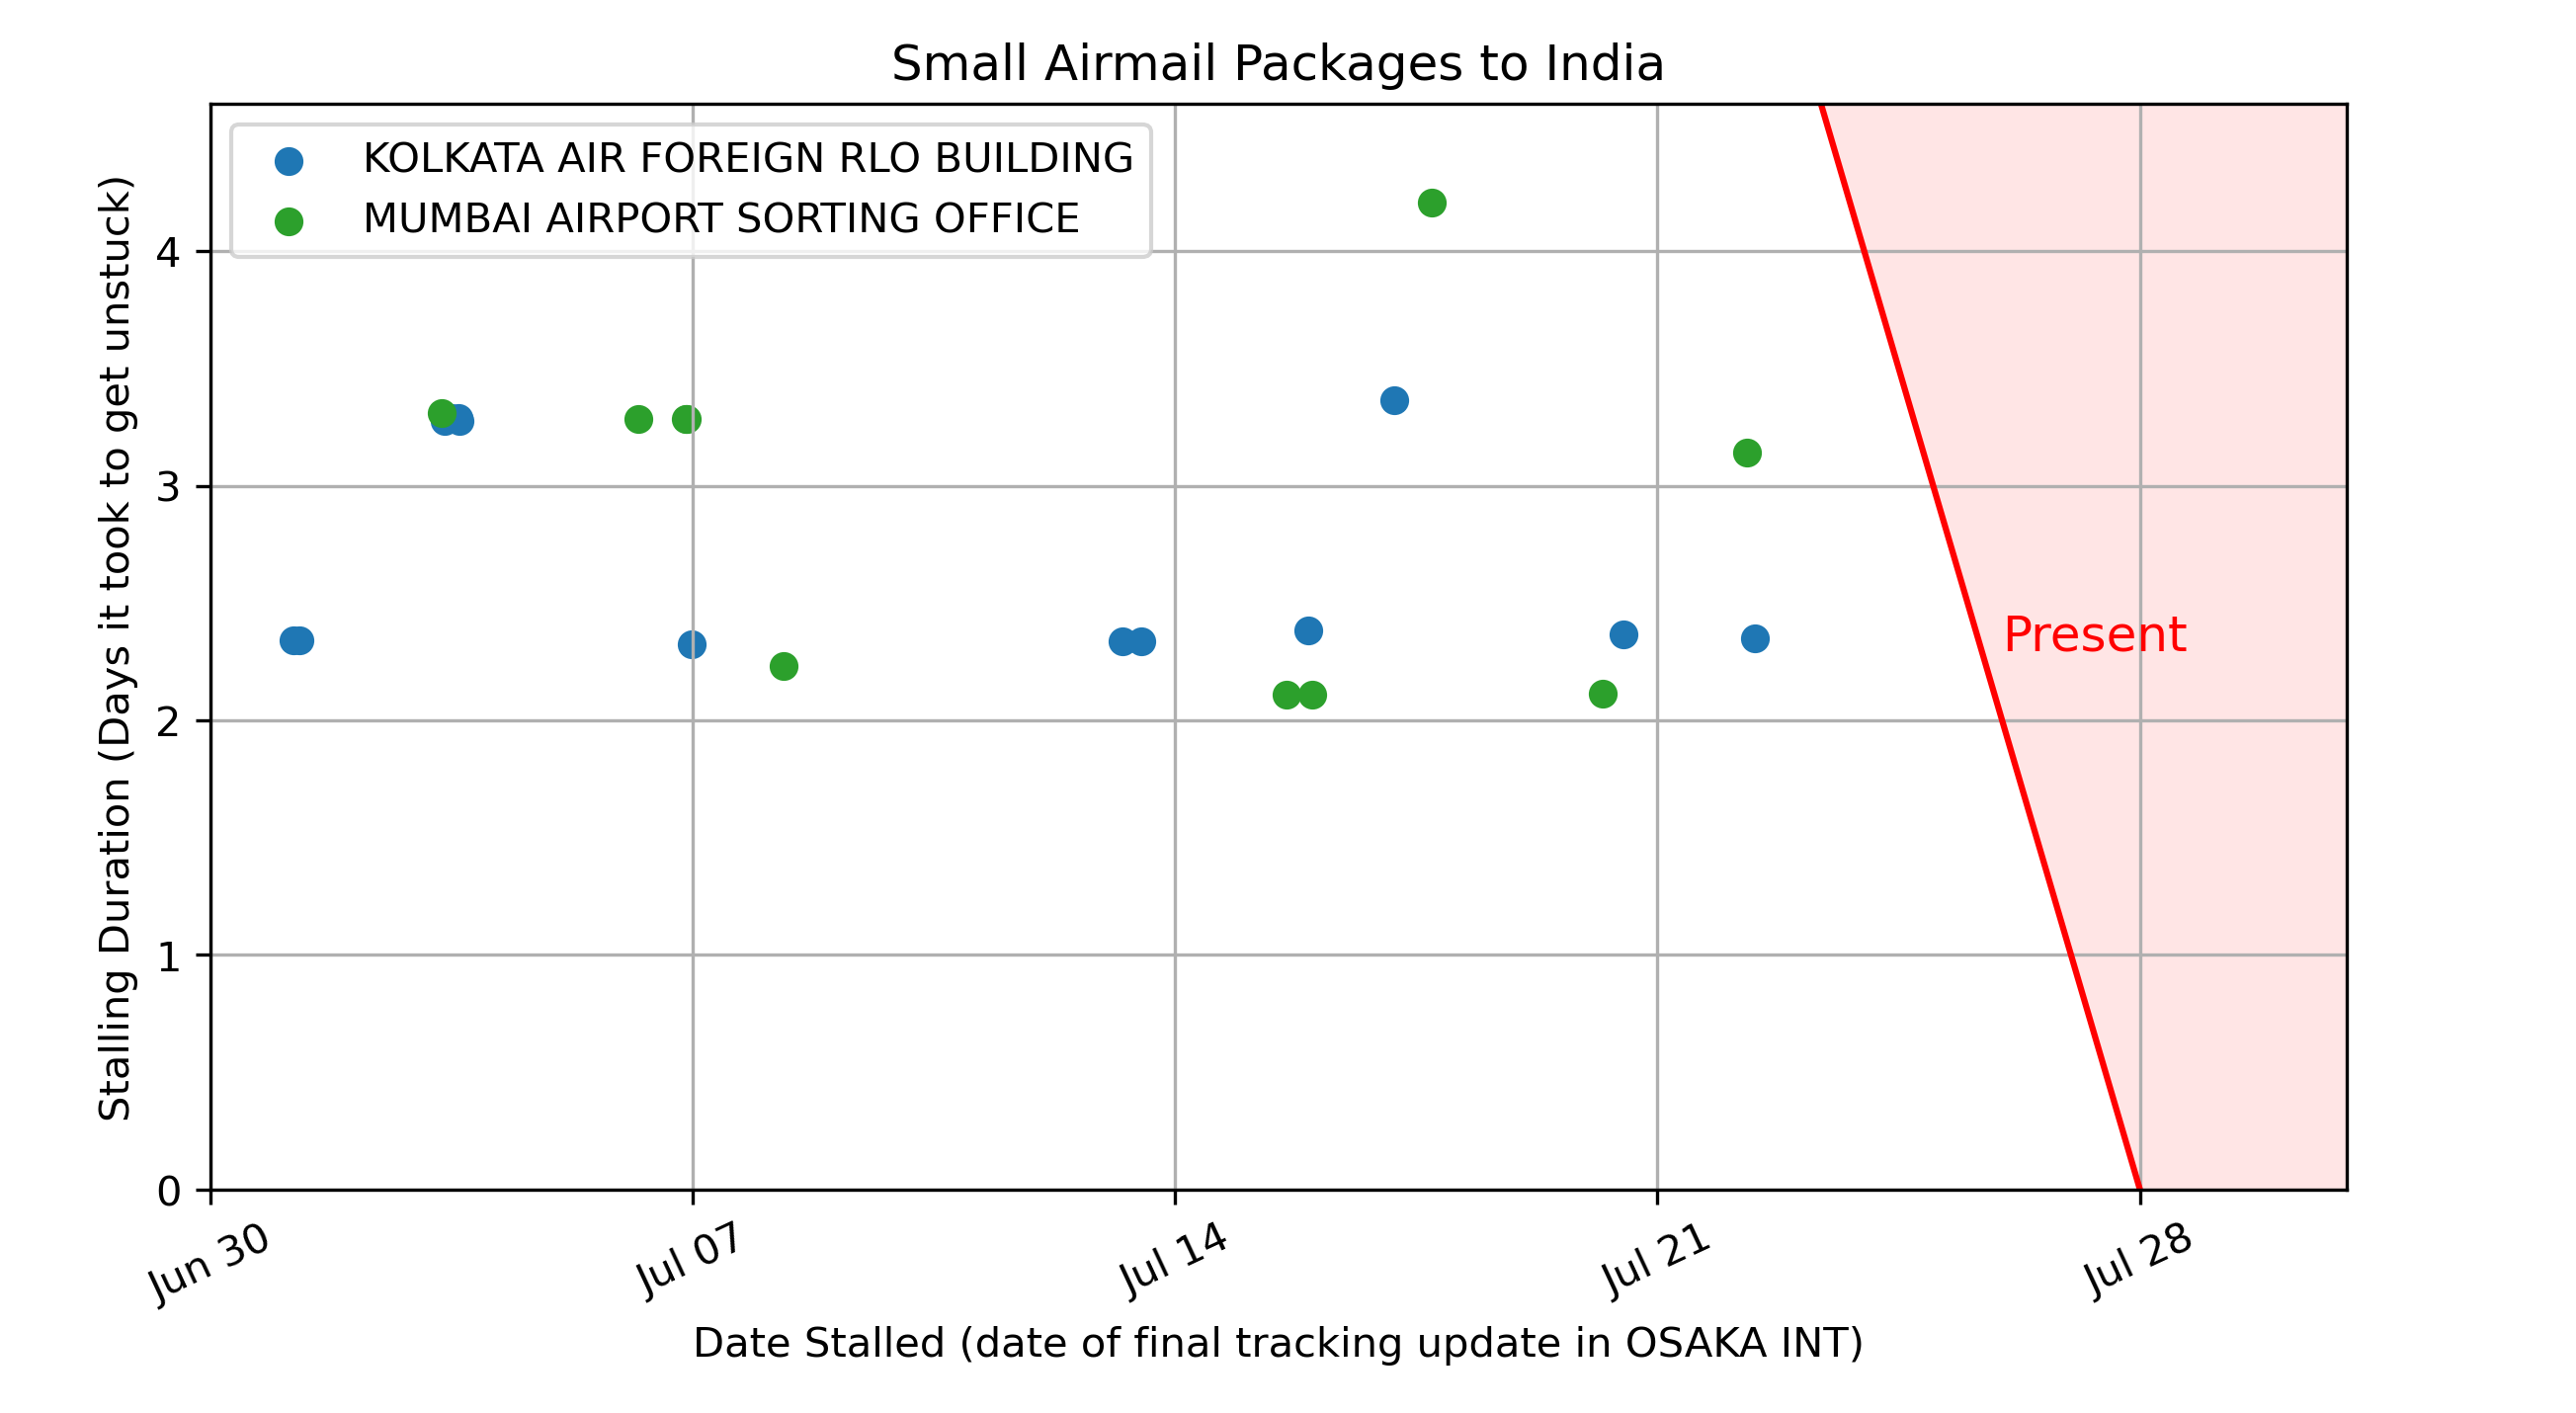 Small Airmail Packages to India
KOLKATA AIR FOREIGN RLO BUILDING
MUMBAI AIRPORT SORTING OFFICE
Stalling Duration (Days it took to get unstuck)
4
3
2
1
0
Present
Jun 30
Jul 07
Jul 14
Jul 21
Jul 28
Date Stalled (date of final tracking update in OSAKA INT)